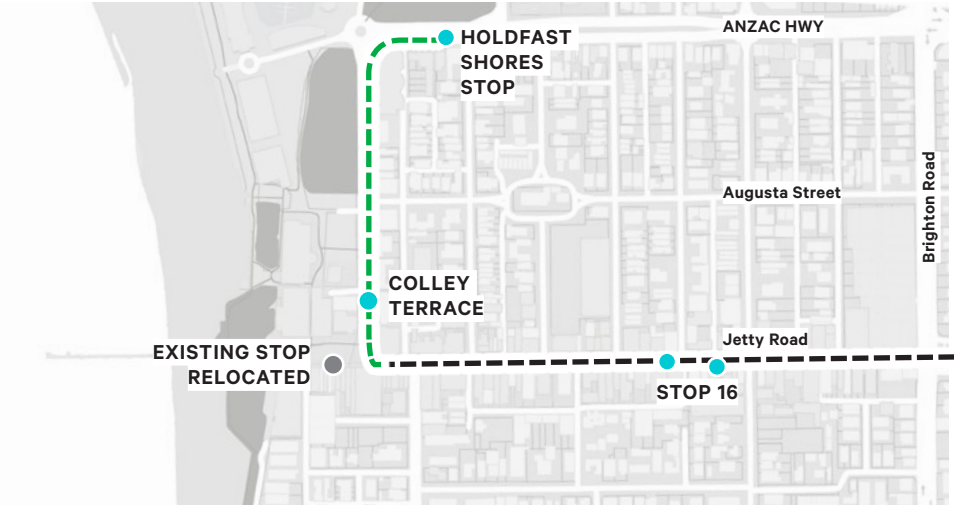 ANZAC HWY
HOLDFAST
SHORES
STOP
Augusta Street
Brighton Road
COLLEY
TERRACE
Jetty Road
EXISTING STOP
RELOCATED
STOP 16